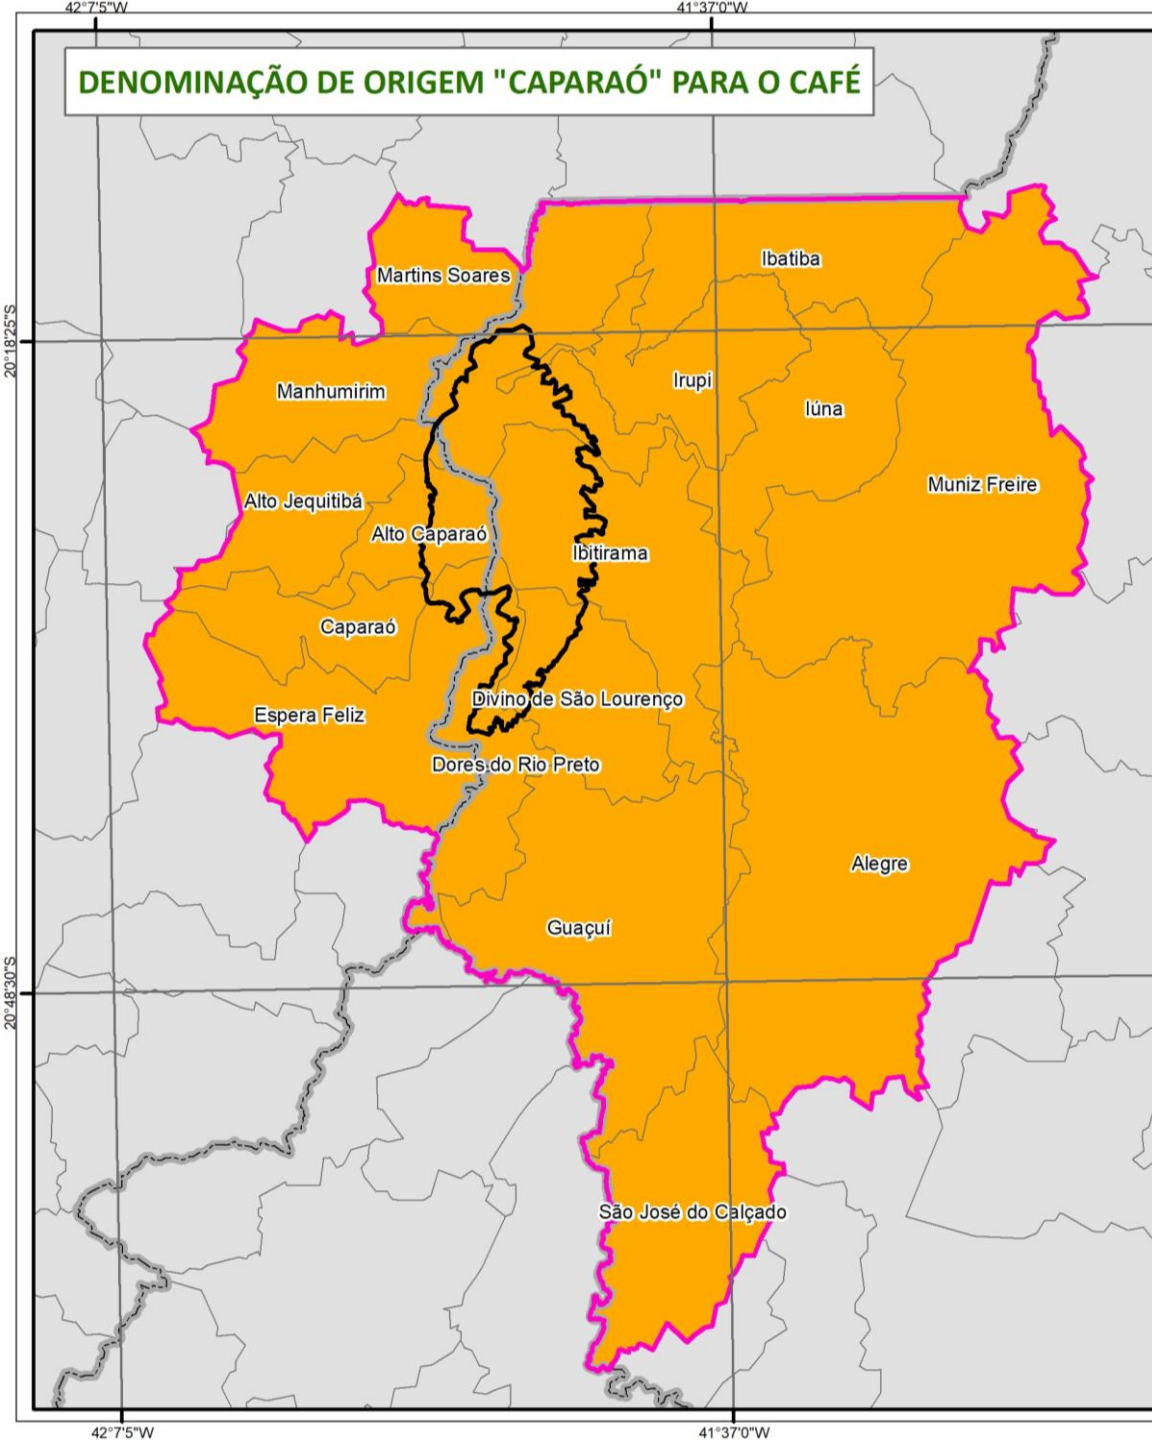 42°7'5"W
41°37'0"W
DENOMINAÇÃO DE ORIGEM "CAPARAÓ" PARA O CAFÉ
Ibatiba
Martins Soares
20°18'25"S
Irupi
Manhumirim
Iúna
Muniz Freire
Alto Jequitibá
Alto Caparaó
Ibitirama
Caparaó
Divino de São Lourenço
Espera Feliz
Dores do Rio Preto
Alegre
Guaçuí
20°48'30"S
São José do Calçado
42°7'5"W
41°37'0"W